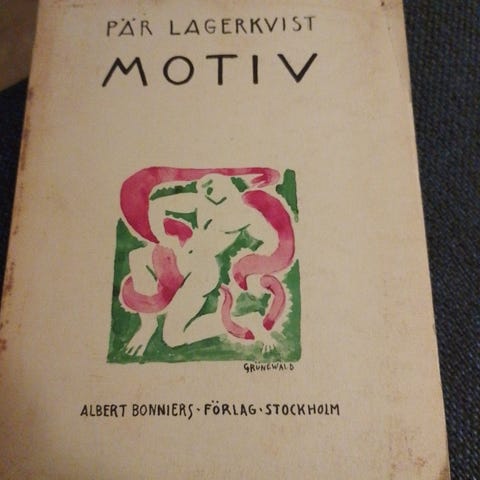 PÄR LAGERKVIST
MOTIV
GRÜNEWALD
ALBERT BONNIERS · FÖRLAG · STOCKHOLM